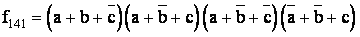 f₁₄₁ = (a + b + c̅)(a + b̅ + c)(a + b̅ + c̅)(a̅ + b̅ + c)